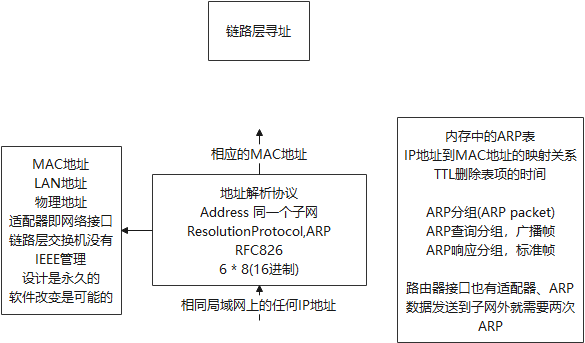 链路层寻址
相应的MAC地址
MAC地址
LAN地址
物理地址
适配器即网络接口
链路层交换机没有
IEEE管理
设计是永久的
软件改变是可能的
地址解析协议
Address 同一个子网
ResolutionProtocol,ARP
RFC826
6 * 8(16进制)
相同局域网上的任何IP地址
内存中的ARP表
IP地址到MAC地址的映射关系
TTL删除表项的时间
ARP分组(ARP packet)
ARP查询分组，广播帧
ARP响应分组，标准帧
路由器接口也有适配器、ARP
数据发送到子网外就需要两次
ARP